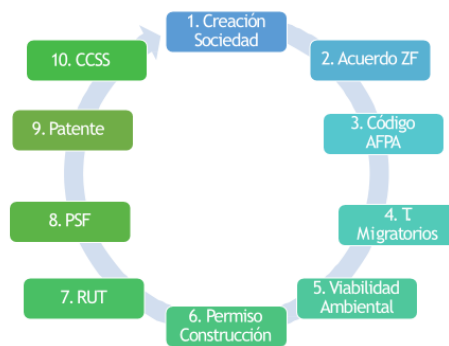 1. Creación
Sociedad
2. Acuerdo ZF
3. Código
AFPA
4. T
Migratorios
5. Viabilidad
Ambiental
6. Permiso
Construcción
7. RUT
8. PSF
9. Patente
10. CCSS